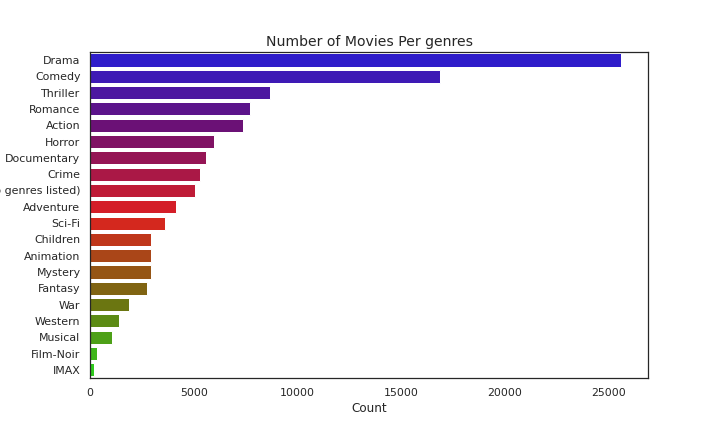 Number of Movies Per genres
Drama
Comedy
Thriller
Romance
Action
Horror
Documentary
Crime
genres listed)
Adventure
Sci-Fi
Children
Animation
Mystery
Fantasy
War
Western
Musical
Film-Noir
IMAX
0 5000 10000 15000 20000 25000
Count